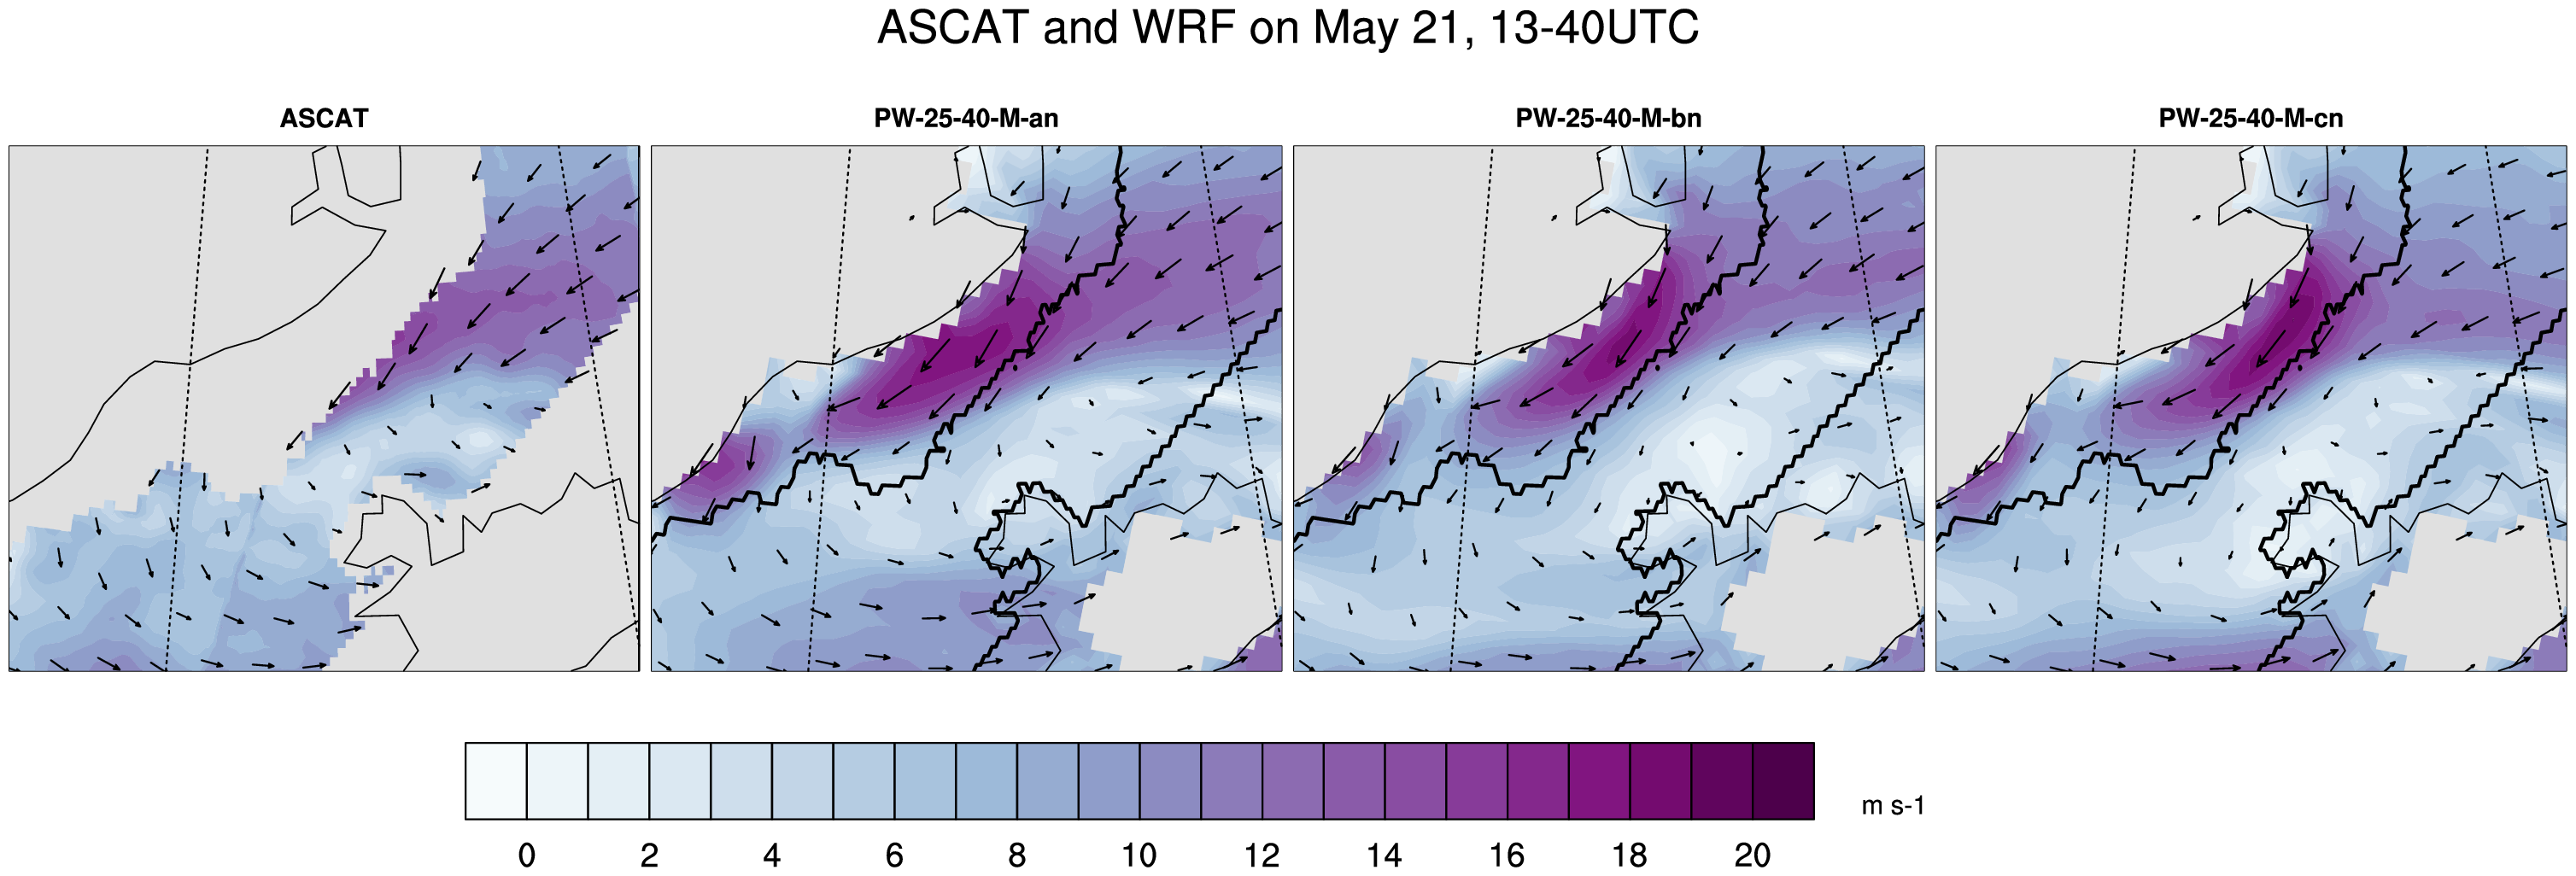 ASCAT and WRF on May 21, 13-40UTC
ASCAT PW-25-40-M-an PW-25-40-M-bn PW-25-40-M-cn
m s-1
0 2 4 6 8 10 12 14 16 18 20